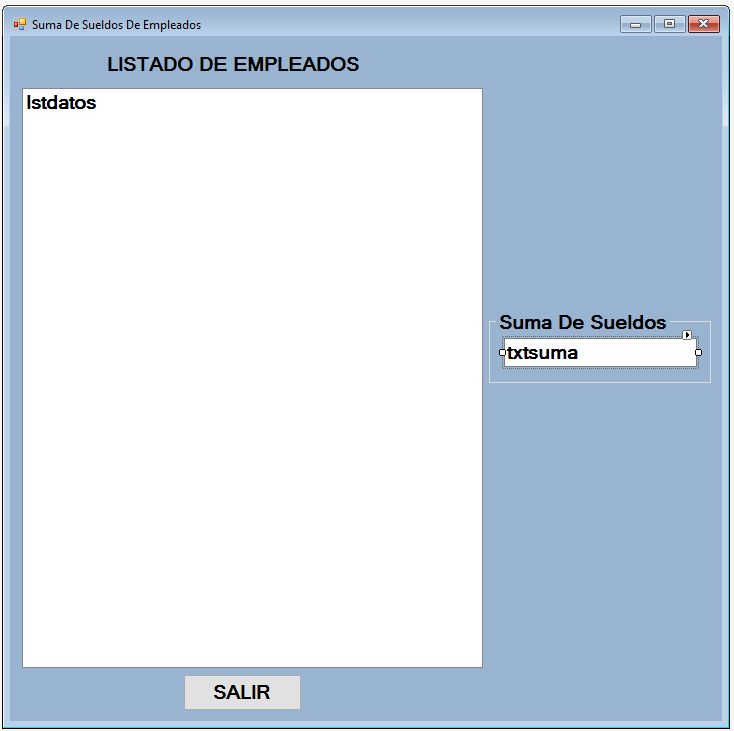 Suma De Sueldos De Empleados
LISTADO DE EMPLEADOS
lstdatos
Suma De Sueldos
txtsuma
SALIR